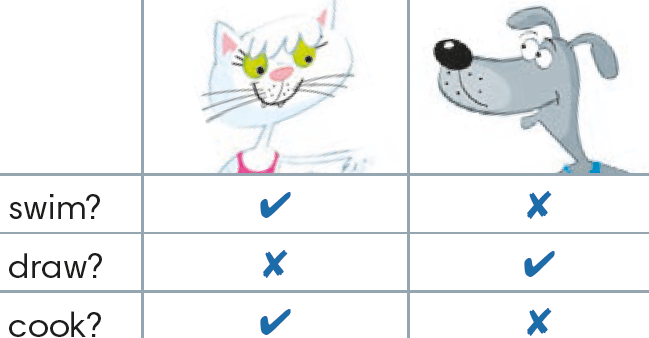 swim? ✔ ✘
draw? ✘ ✔
cook? ✔ ✘